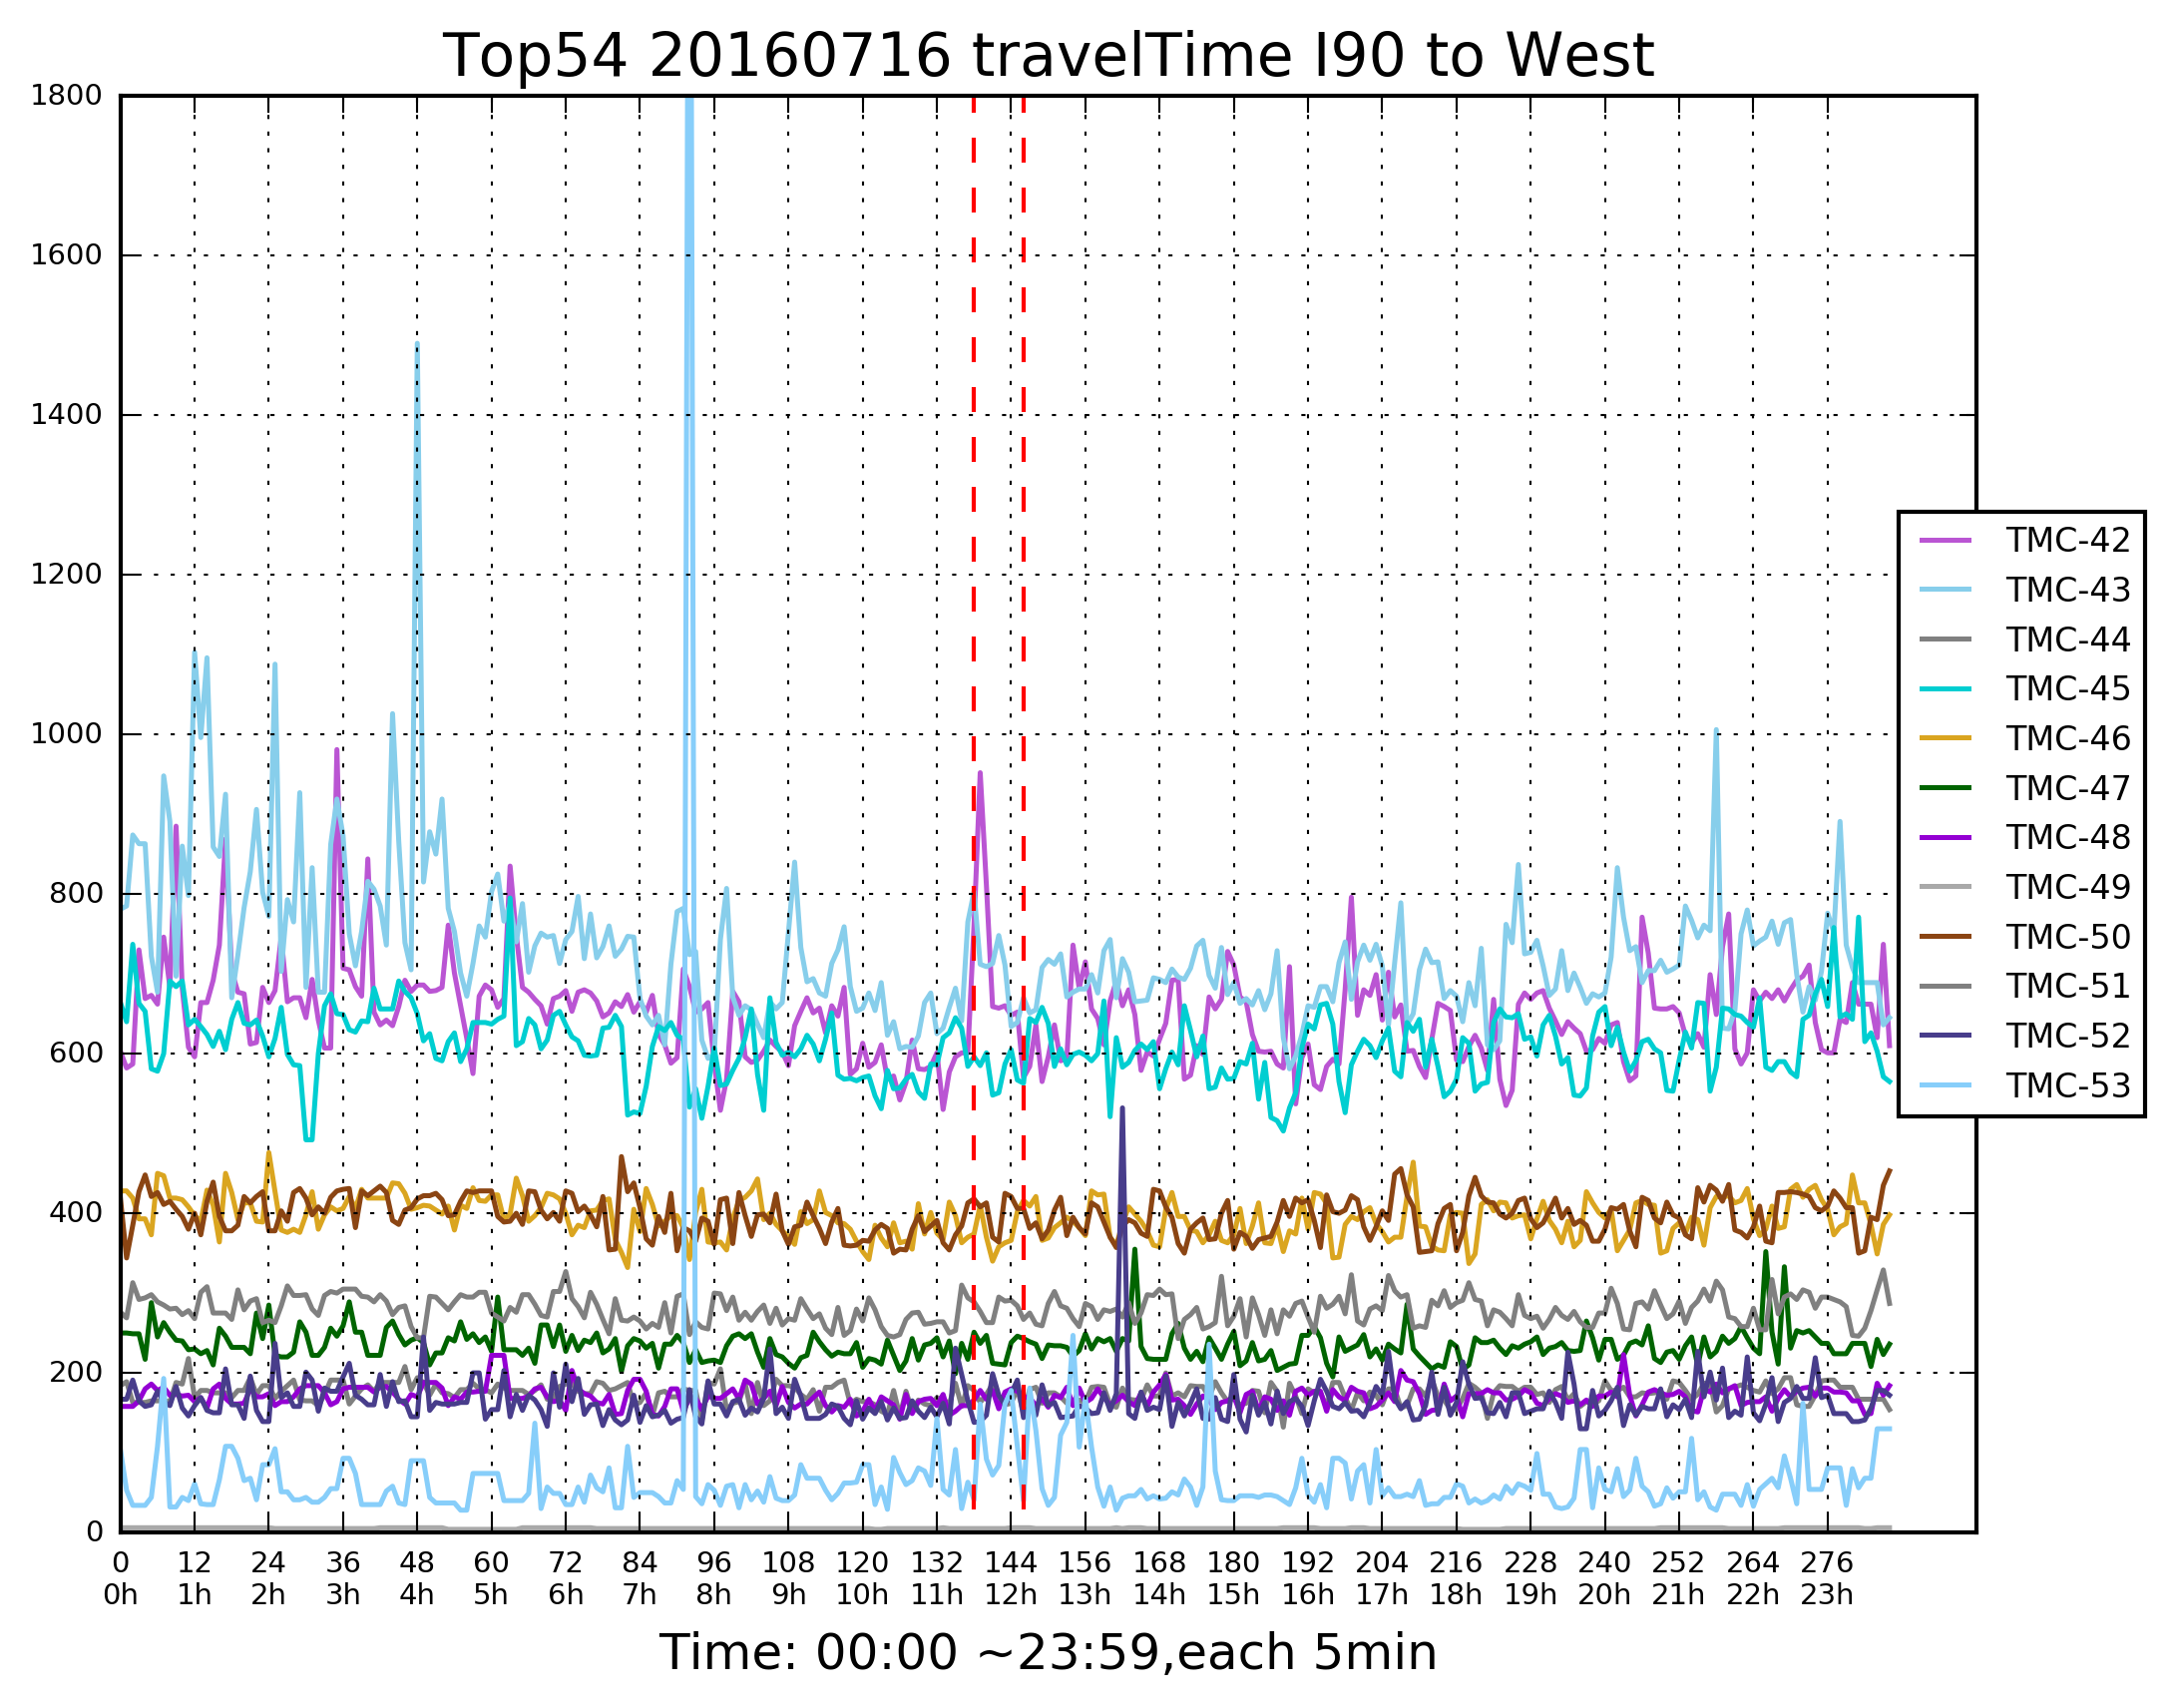 Top54 20160716 travelTime I90 to West
1800
1600
1400
1200
1000
800
600
400
200
0
TMC-42
TMC-43
TMC-44
TMC-45
TMC-46
TMC-47
TMC-48
TMC-49
TMC-50
TMC-51
TMC-52
TMC-53
0 12 24 36 48 60 72 84 96 108 120 132 144 156 168 180 192 204 216 228 240 252 264 276
0h 1h 2h 3h 4h 5h 6h 7h 8h 9h 10h 11h 12h 13h 14h 15h 16h 17h 18h 19h 20h 21h 22h 23h
Time: 00:00 ~23:59,each 5min